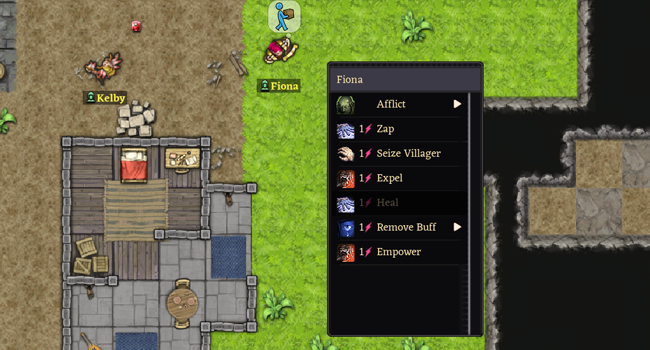 Kelby
Fiona
Fiona
Afflict
1 Zap
1 Seize Villager
1 Expel
1 Heal
1 Remove Buff
1 Empower